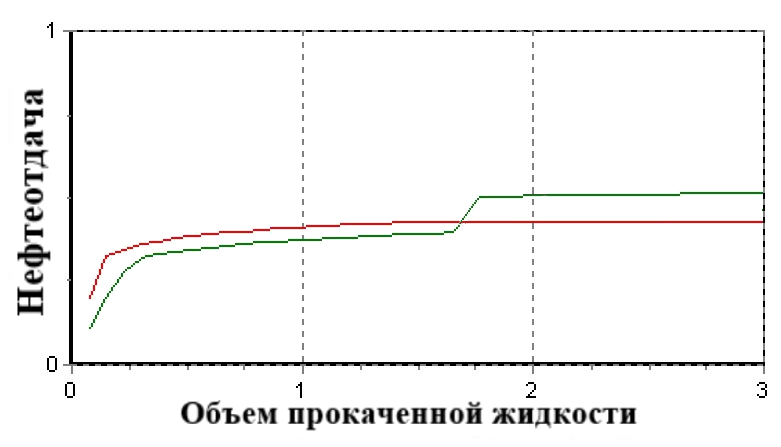 1
Нефтеотдача
0
0 1 2 3
Объем прокаченной жидкости